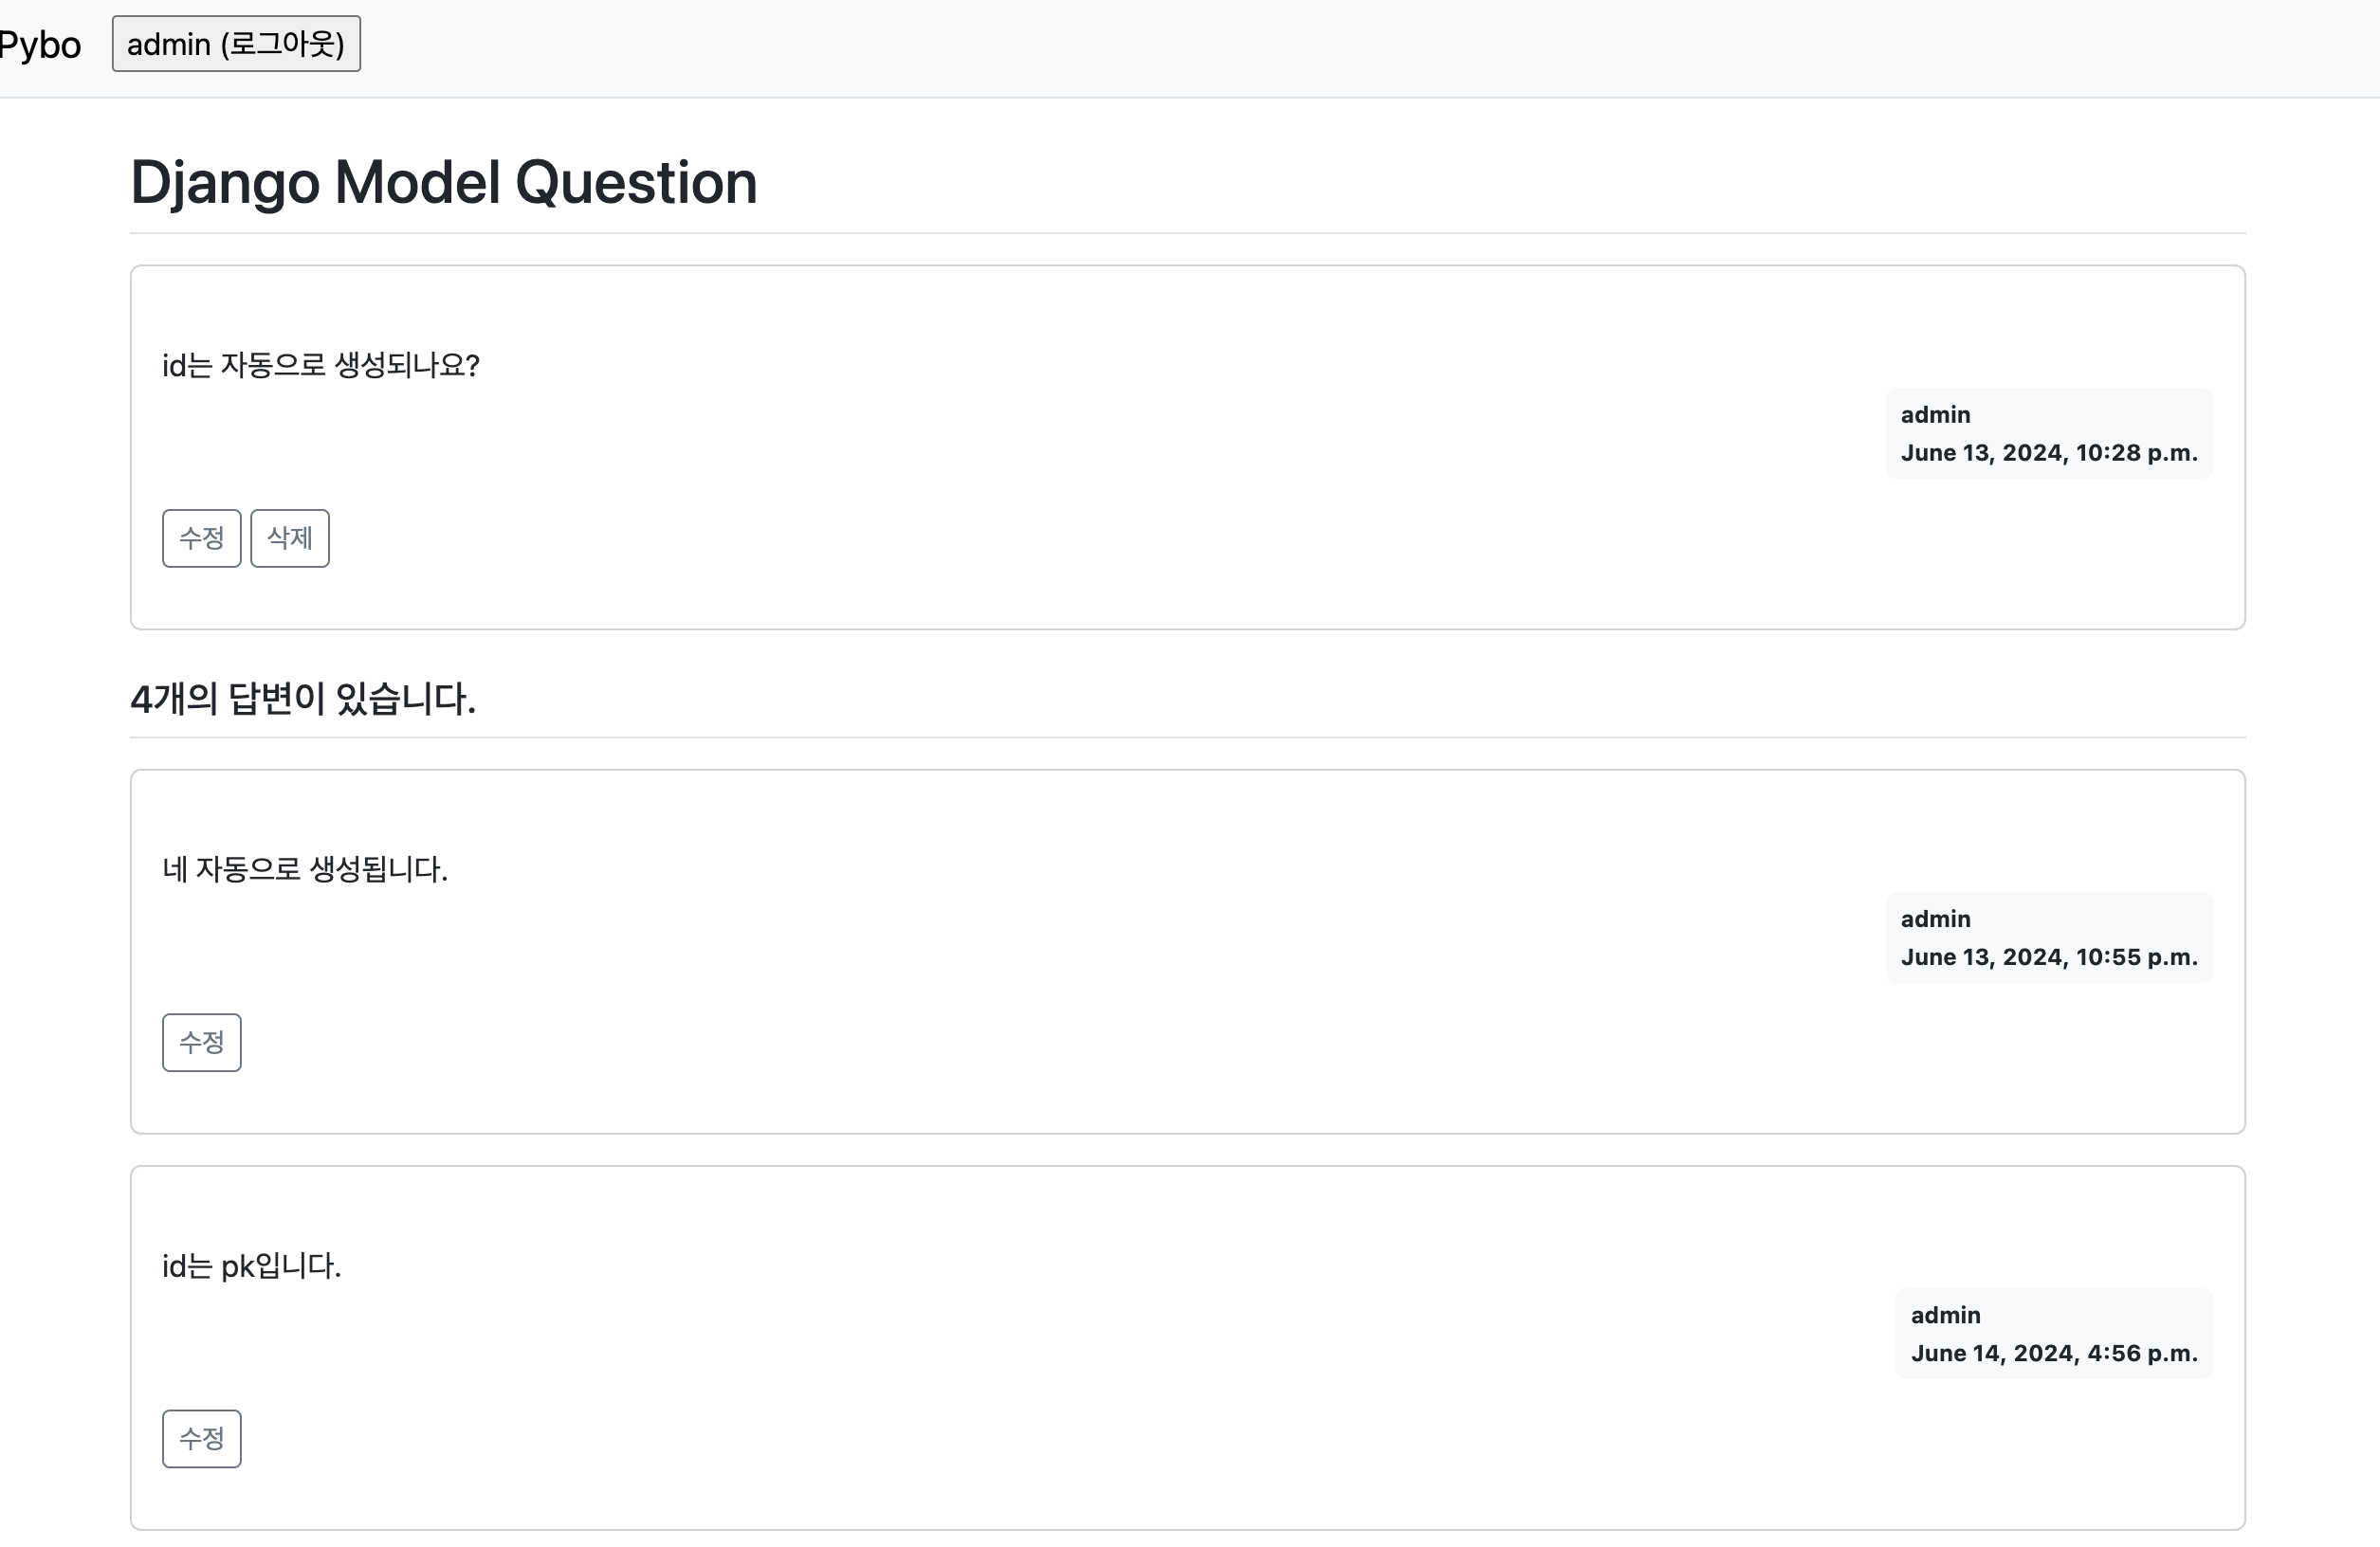 Pybo admin (로그아웃)
Django Model Question
id는 자동으로 생성되나요?
admin
June 13, 2024, 10:28 p.m.
수정 삭제
4개의 답변이 있습니다.
네 자동으로 생성됩니다.
admin
June 13, 2024, 10:55 p.m.
수정
id는 pk입니다.
admin
June 14, 2024, 4:56 p.m.
수정